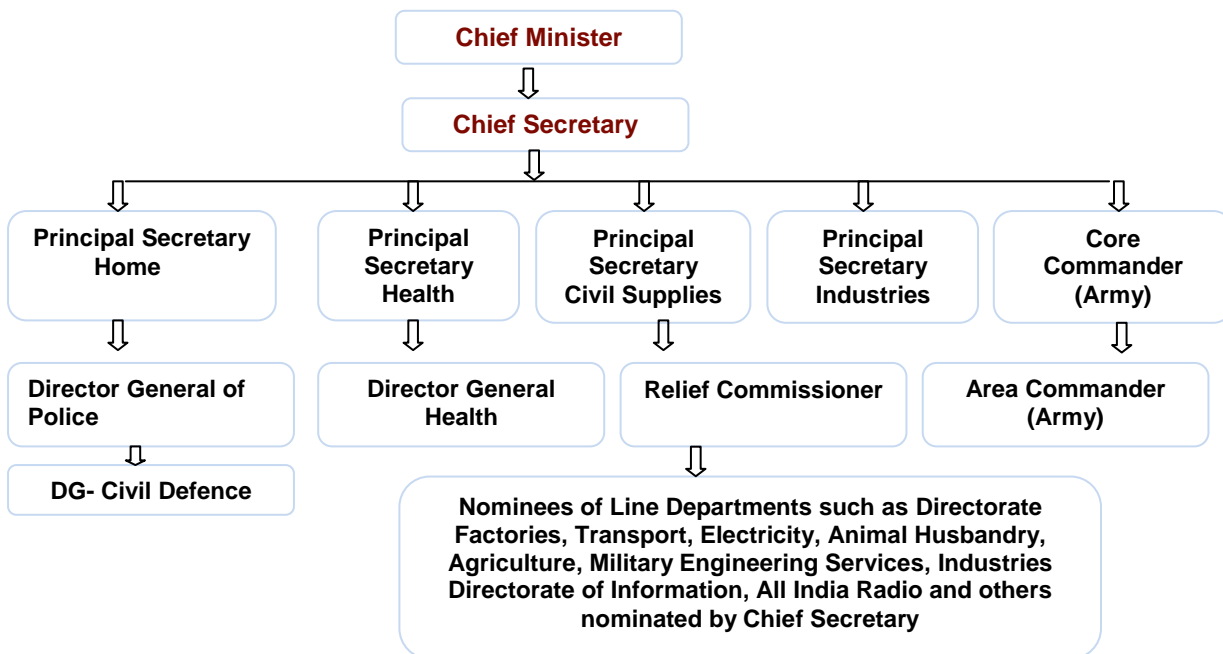 Chief Minister
Chief Secretary
Principal Secretary
Home
Principal
Secretary
Health
Principal
Secretary
Civil Supplies
Principal
Secretary
Industries
Core
Commander
(Army)
Director General of
Police
Director General
Health
Relief Commissioner
Area Commander
(Army)
DG- Civil Defence
Nominees of Line Departments such as Directorate
Factories, Transport, Electricity, Animal Husbandry,
Agriculture, Military Engineering Services, Industries
Directorate of Information, All India Radio and others
nominated by Chief Secretary